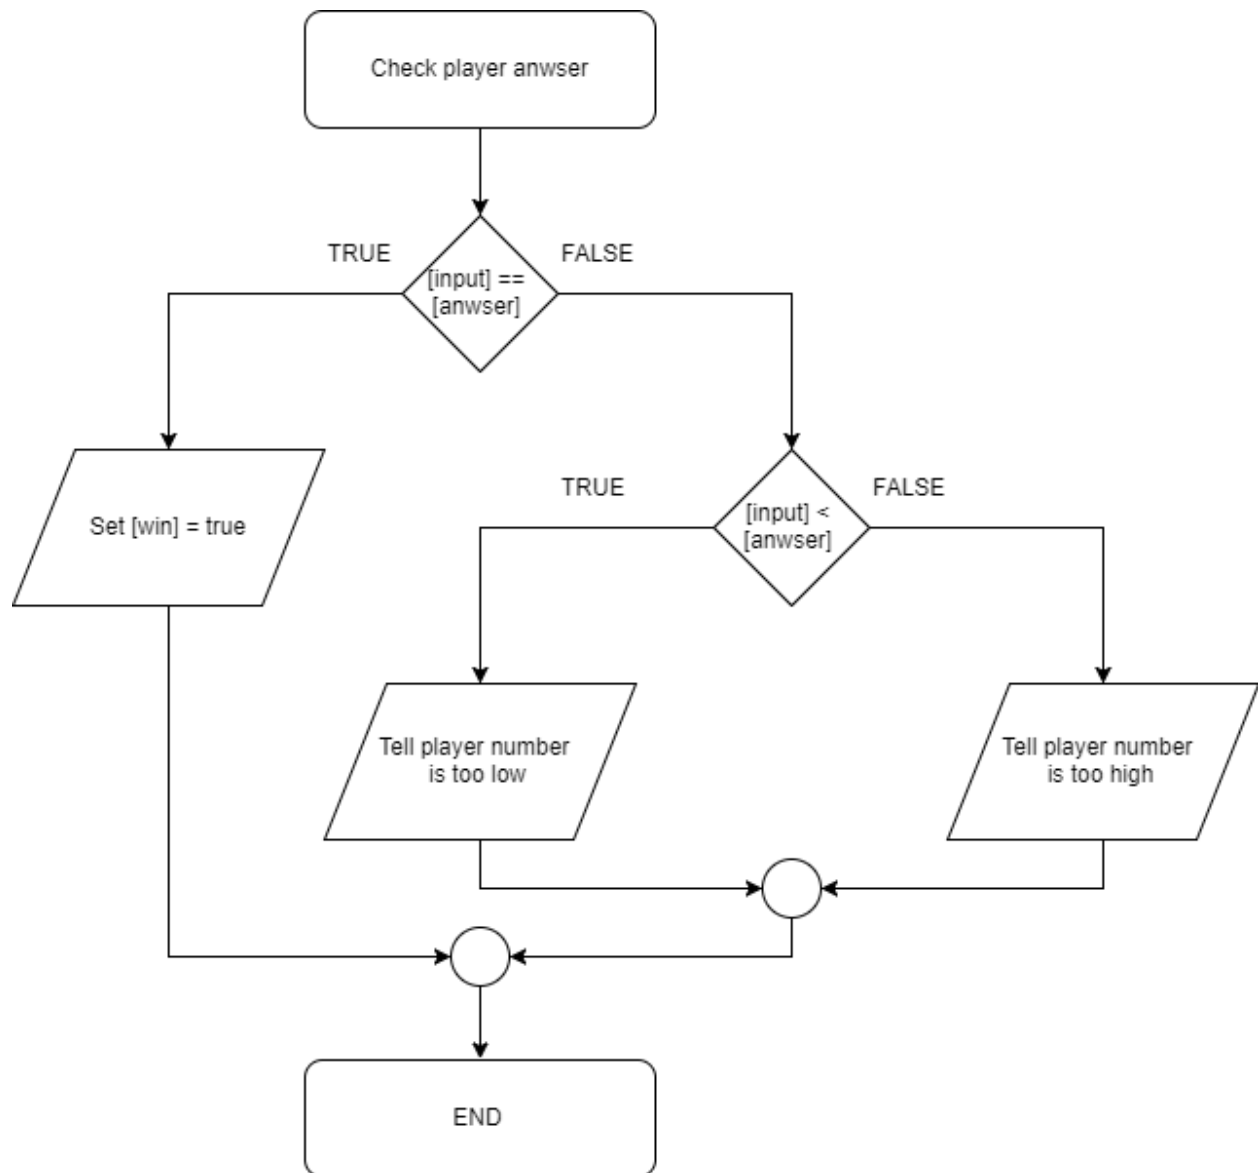 Check player anwser
TRUE
FALSE
[input] ==
[anwser]
TRUE
FALSE
Set [win] = true
[input] <
[anwser]
Tell player number
is too low
Tell player number
is too high
END